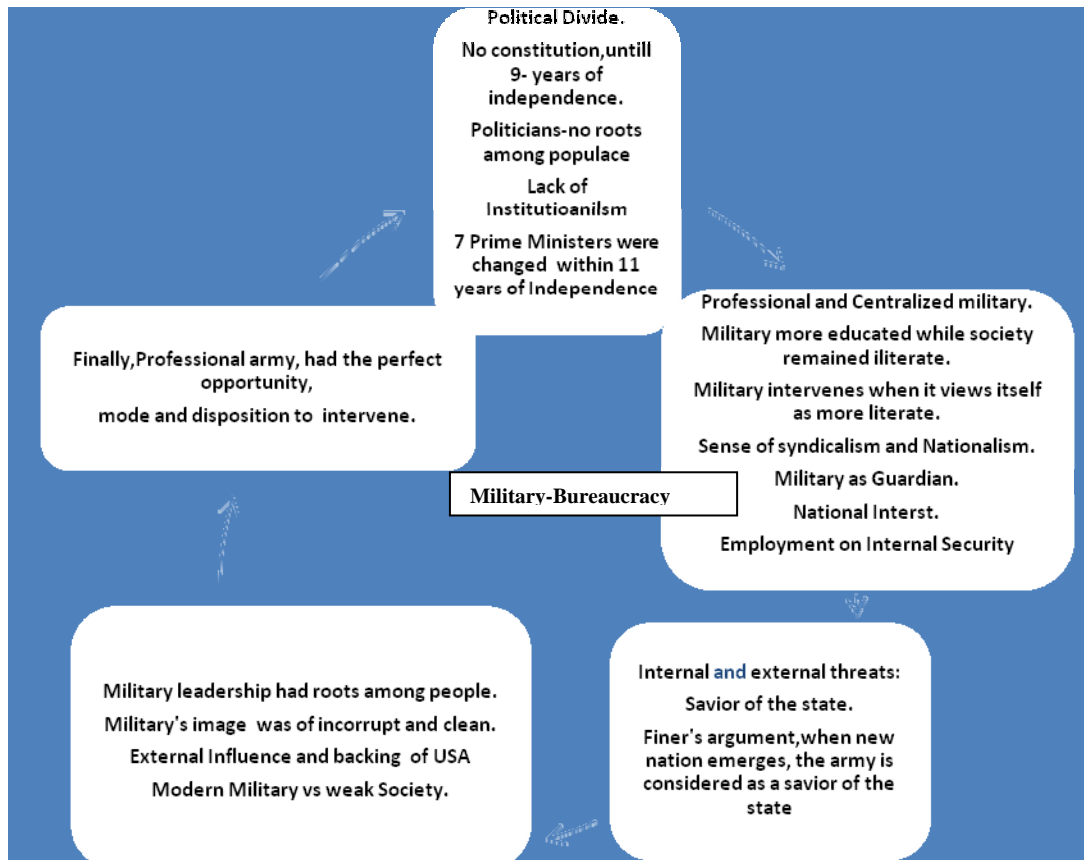 Political Divide.
No constitution,untill
9- years of
independence.
Politicians-no roots
among populace
Lack of
Institutioanilsm
7 Prime Ministers were
changed within 11
years of Independence
Professional and Centralized military.
Military more educated while society
remained iliterate.
Military intervenes when it views itself
as more literate.
Sense of syndicalism and Nationalism.
Military as Guardian.
National Interst.
Employment on Internal Security
Internal and external threats:
Savior of the state.
Finer's argument,when new
nation emerges, the army is
considered as a savior of the
state
Military leadership had roots among people.
Military's image was of incorrupt and clean.
External Influence and backing of USA
Modern Military vs weak Society.
Finally,Professional army, had the perfect
opportunity,
mode and disposition to intervene.
Military-Bureaucracy